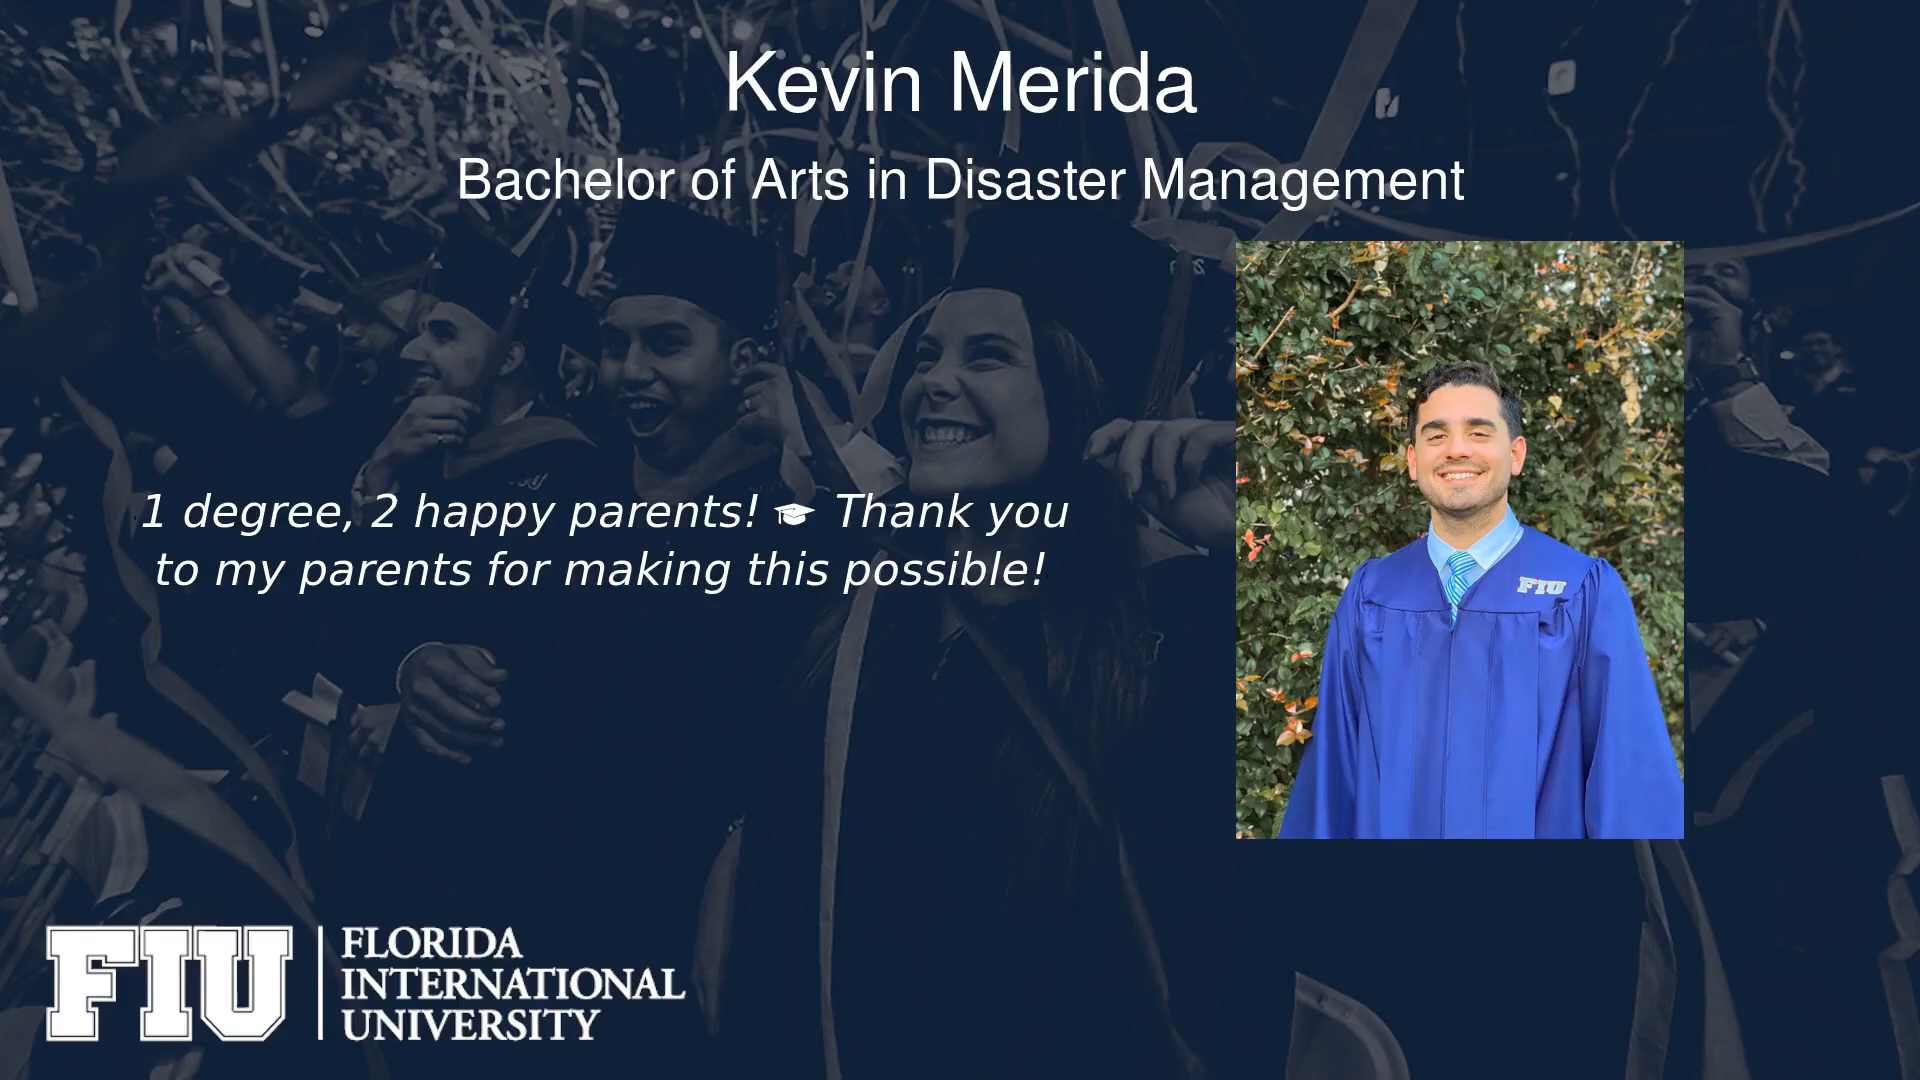 Kevin Merida
Bachelor of Arts in Disaster Management
1 degree, 2 happy parents! 🎓 Thank you
to my parents for making this possible!
FIU
FIU
FLORIDA
INTERNATIONAL
UNIVERSITY